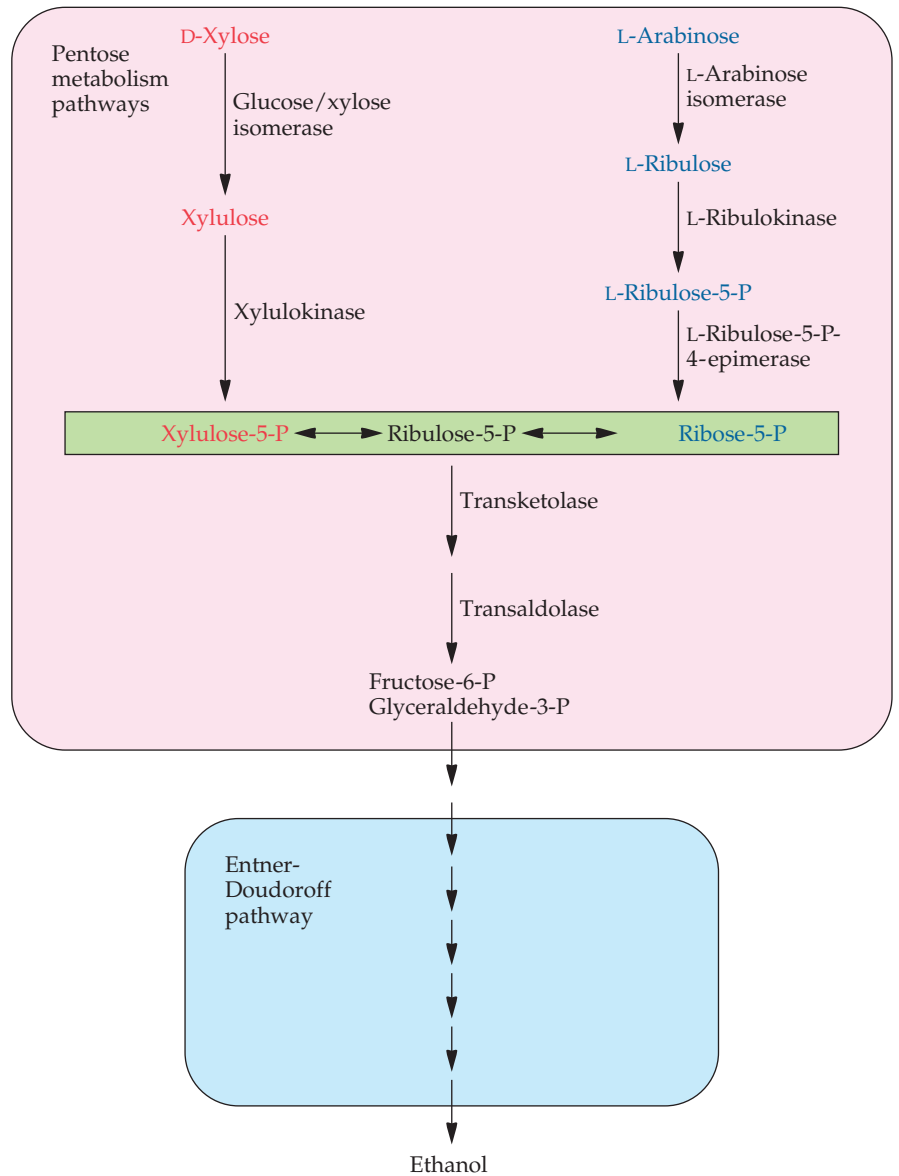 D-Xylose
L-Arabinose
Pentose
metabolism
pathways
Glucose/xylose
isomerase
L-Arabinose
isomerase
L-Ribulose
Xylulose
L-Ribulokinase
L-Ribulose-5-P
Xylulokinase
L-Ribulose-5-P-
4-epimerase
Xylulose-5-P
Ribulose-5-P
Ribose-5-P
Transketolase
Transaldolase
Fructose-6-P
Glyceraldehyde-3-P
Entner-
Doudoroff
pathway
Ethanol